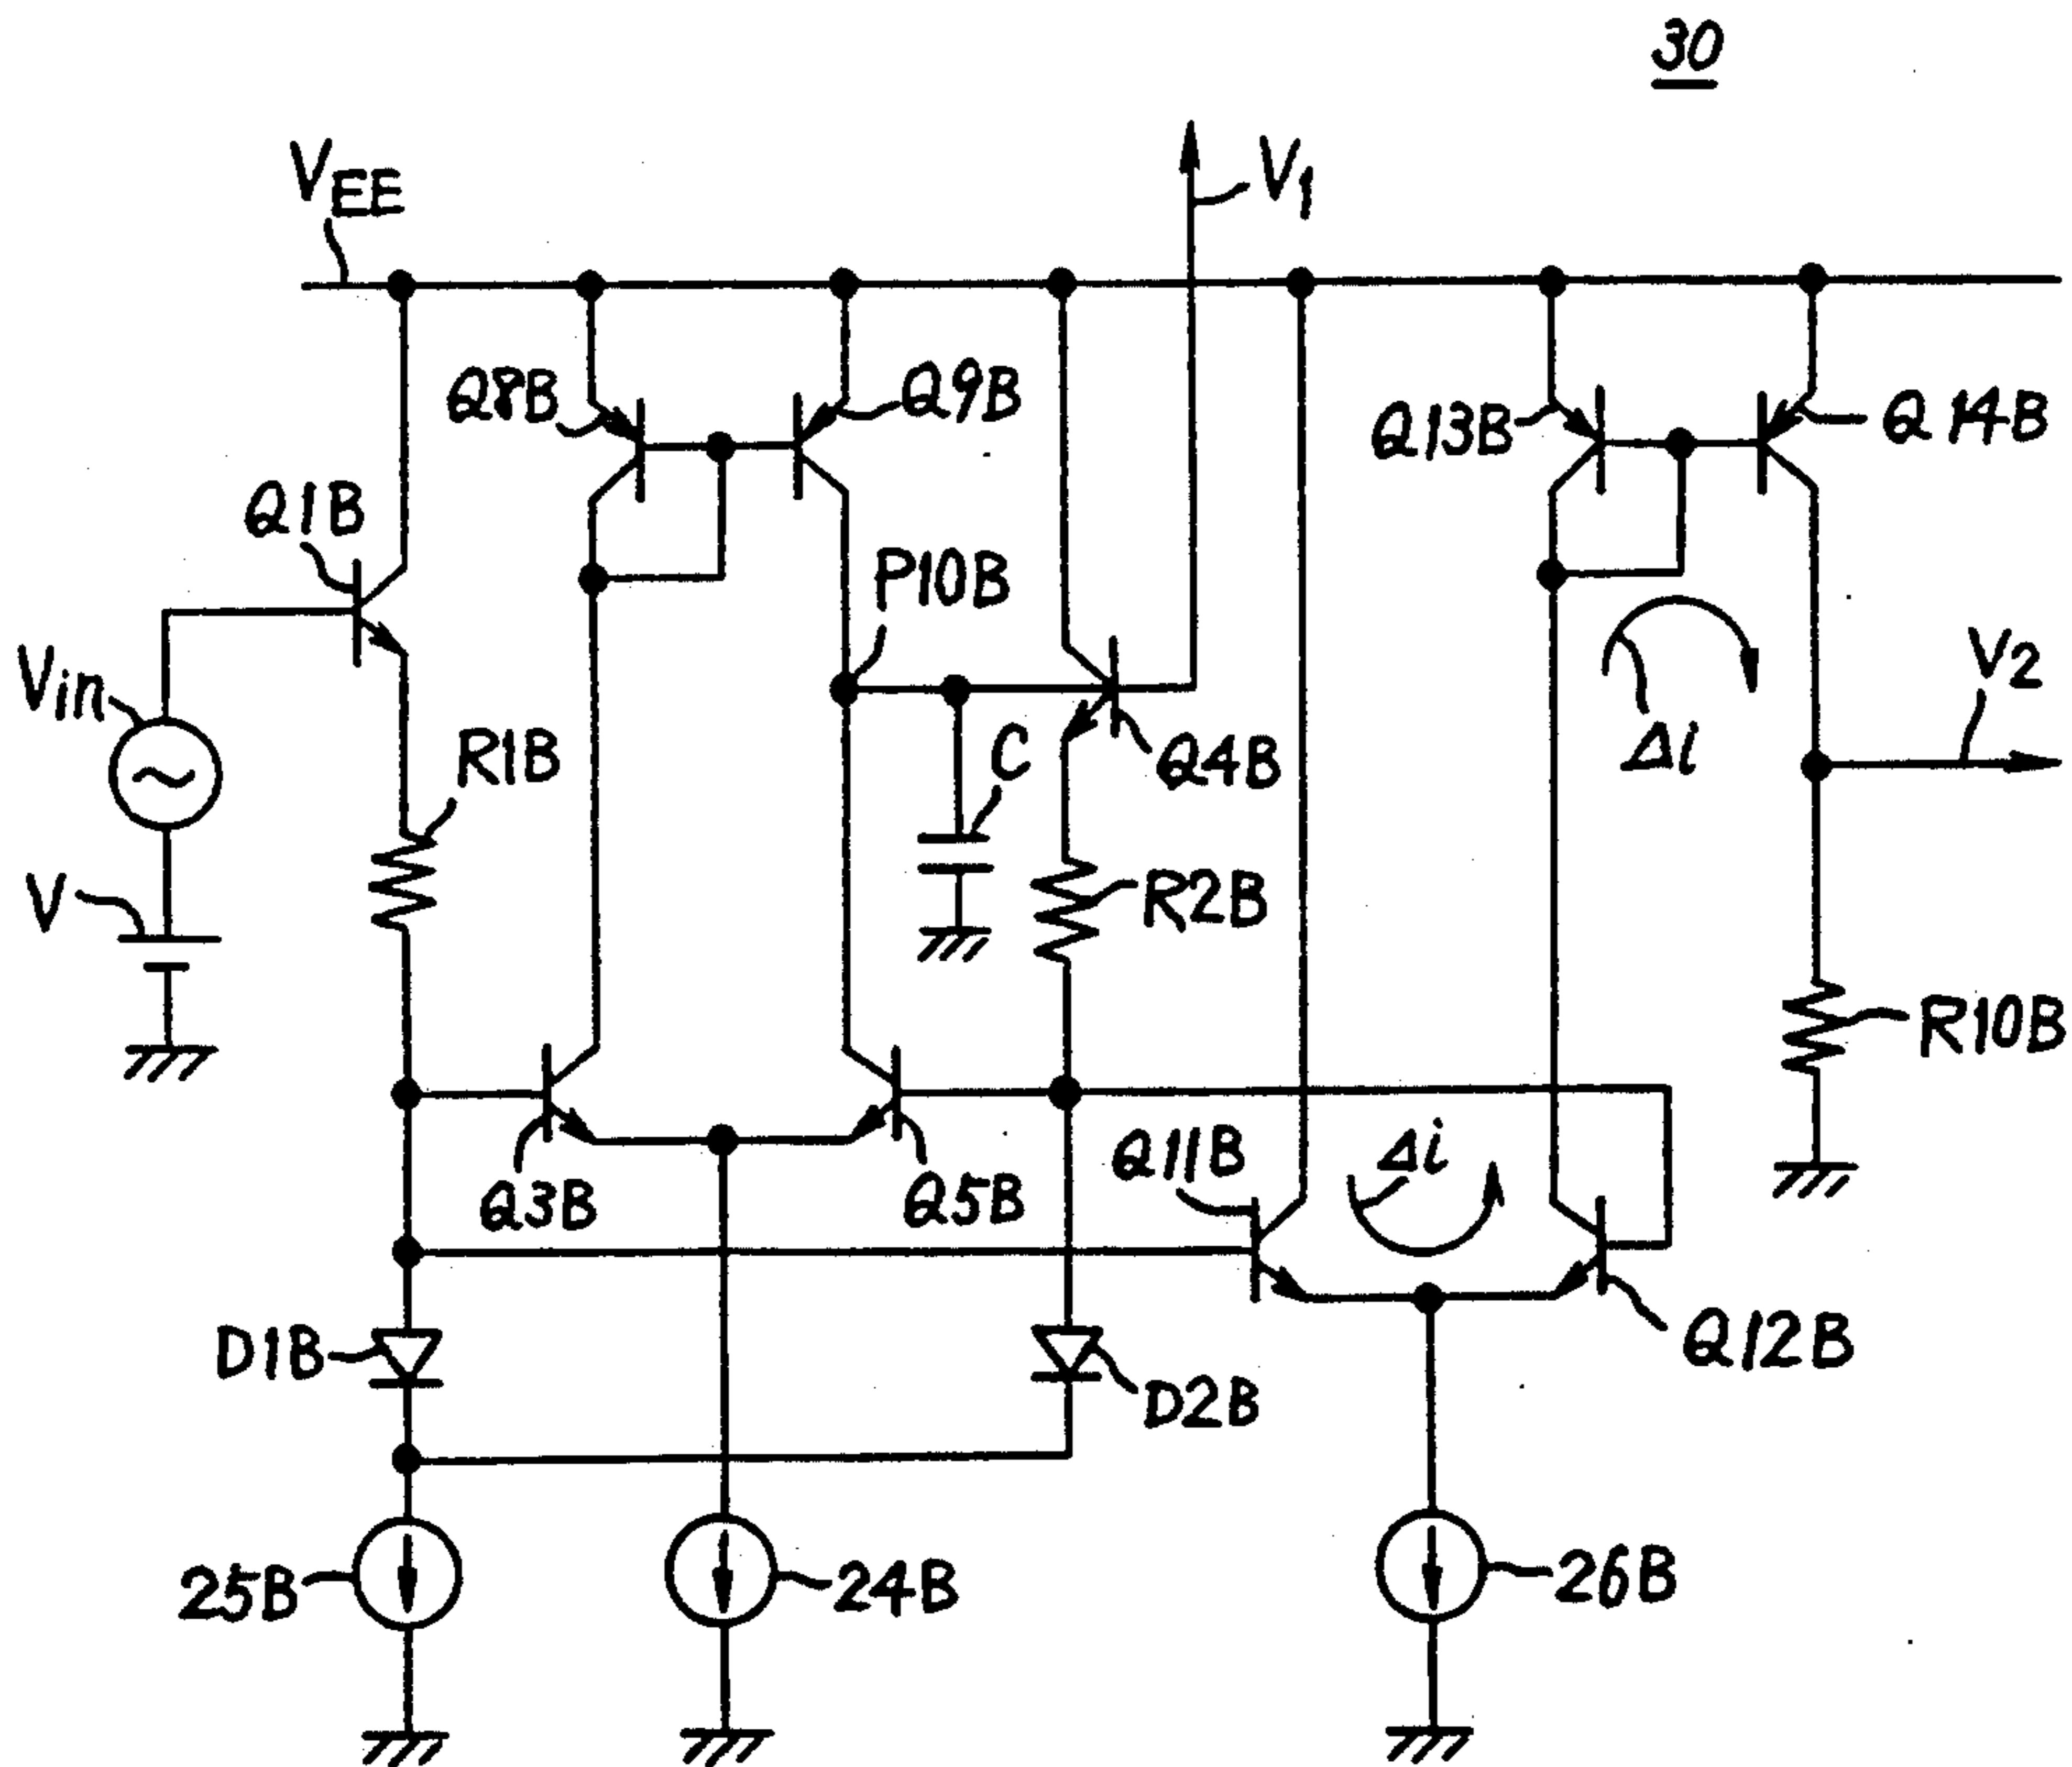 30
VEE
V1
Q8B
Q9B
Q13B
Q14B
Q1B
P10B
Vin
R1B
C
Q4B
Δi
V2
V
R2B
R10B
Q3B
Q5B
Q11B
Δi
D1B
D2B
Q12B
25B
24B
26B